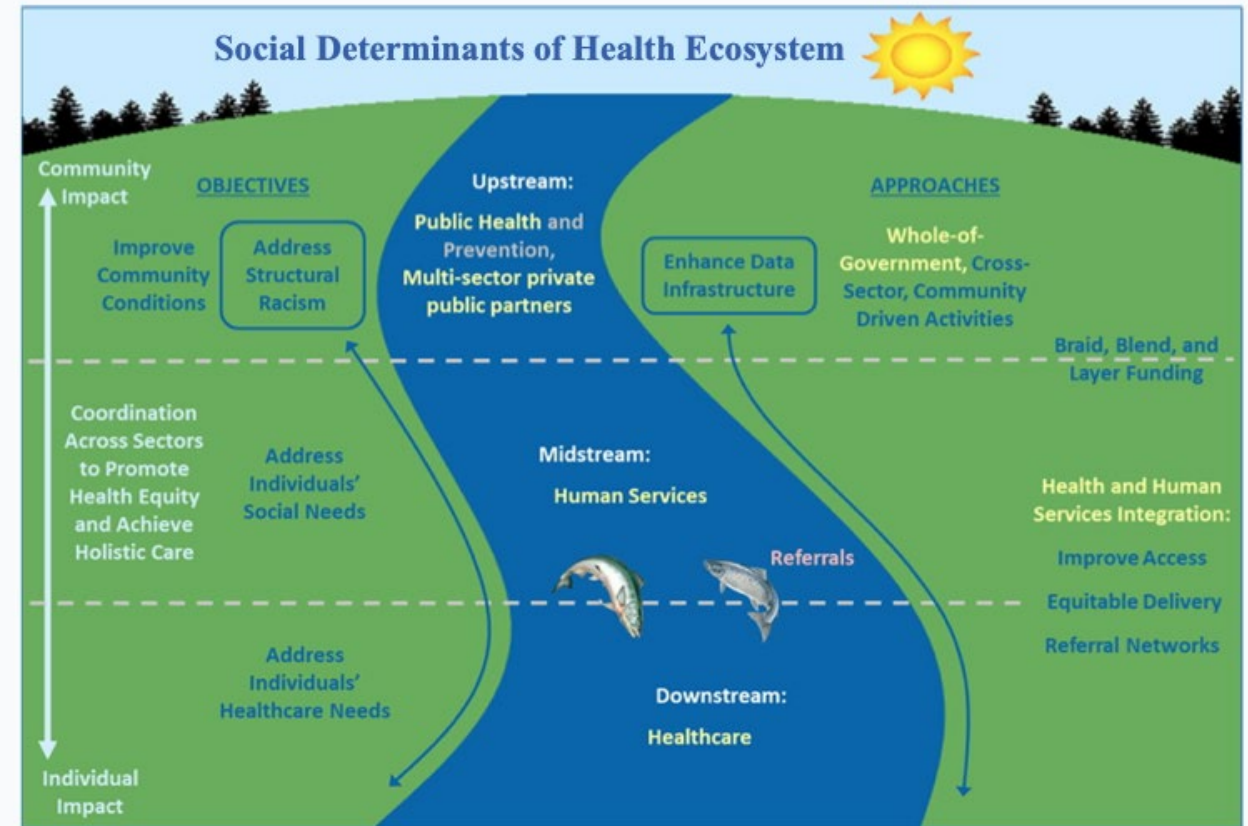 Social Determinants of Health Ecosystem
Community
Impact
OBJECTIVES
Improve
Community
Conditions
Address
Structural
Racism
Upstream:
Public Health and
Prevention,
Multi-sector private
public partners
APPROACHES
Enhance Data
Infrastructure
Whole-of-
Government, Cross-
Sector, Community
Driven Activities
Braid, Blend, and
Layer Funding
Coordination
Across Sectors
to Promote
Health Equity
and Achieve
Holistic Care
Address
Individuals’
Social Needs
Midstream:
Human Services
Referrals
Health and Human
Services Integration:
Improve Access
Equitable Delivery
Referral Networks
Address
Individuals’
Healthcare Needs
Downstream:
Healthcare
Individual
Impact